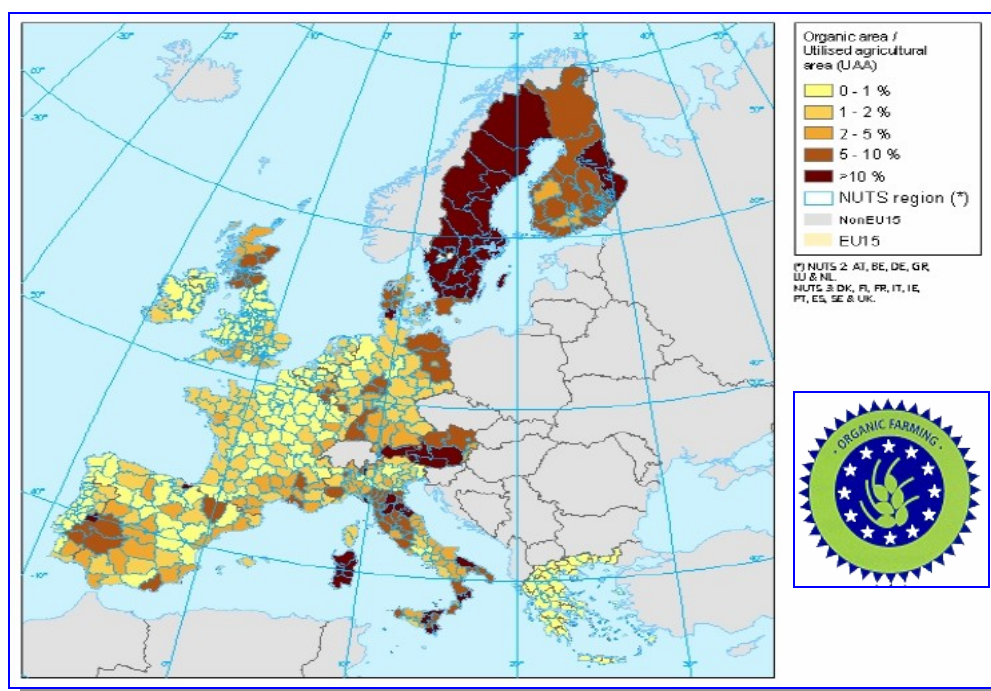 Organic area /
Utilised agricultural
area (UAA)
0 - 1 %
1 - 2 %
2 - 5 %
5 - 10 %
>10 %
NUTS region (*)
NonEU15
EU15
(*) NUTS 2: AT, BE, DE, GR,
LU & NL.
NUTS 3: DK, FI, FR, IT, IE,
PT, ES, SE & UK.
· ORGANIC FARMING ·